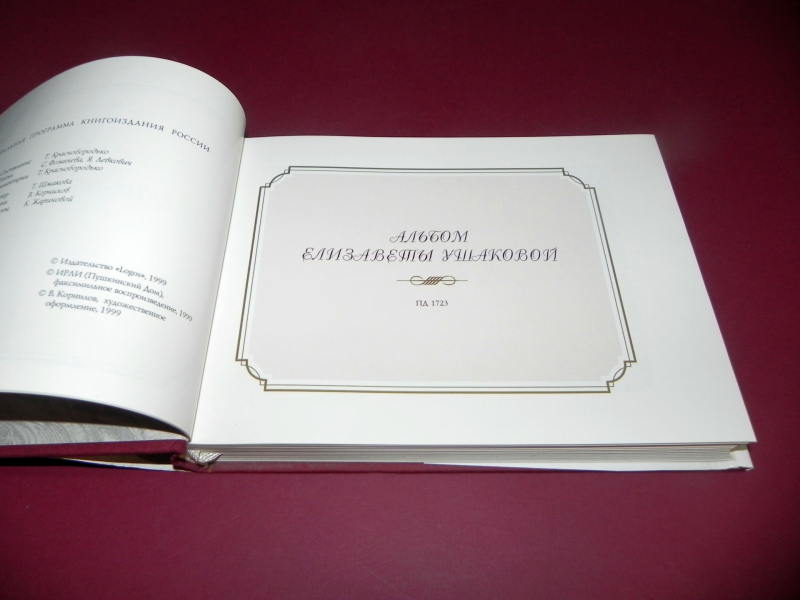 ПРОГРАММА КНИГОИЗДАНИЯ РОССИИ
Т. Краснобородько
С. Фомичева, Я. Левкович
Т. Краснобородько
Т. Шмакова
В. Корнилов
К. Жариновой
© Издательство «Logos», 1999
© ИРЛИ (Пушкинский Дом),
факсимильное воспроизведение, 1999
© В. Корнилов, художественное
оформление, 1999
АЛЬБОМ
ЕЛИЗАВЕТЫ УШАКОВОЙ
ПД 1723